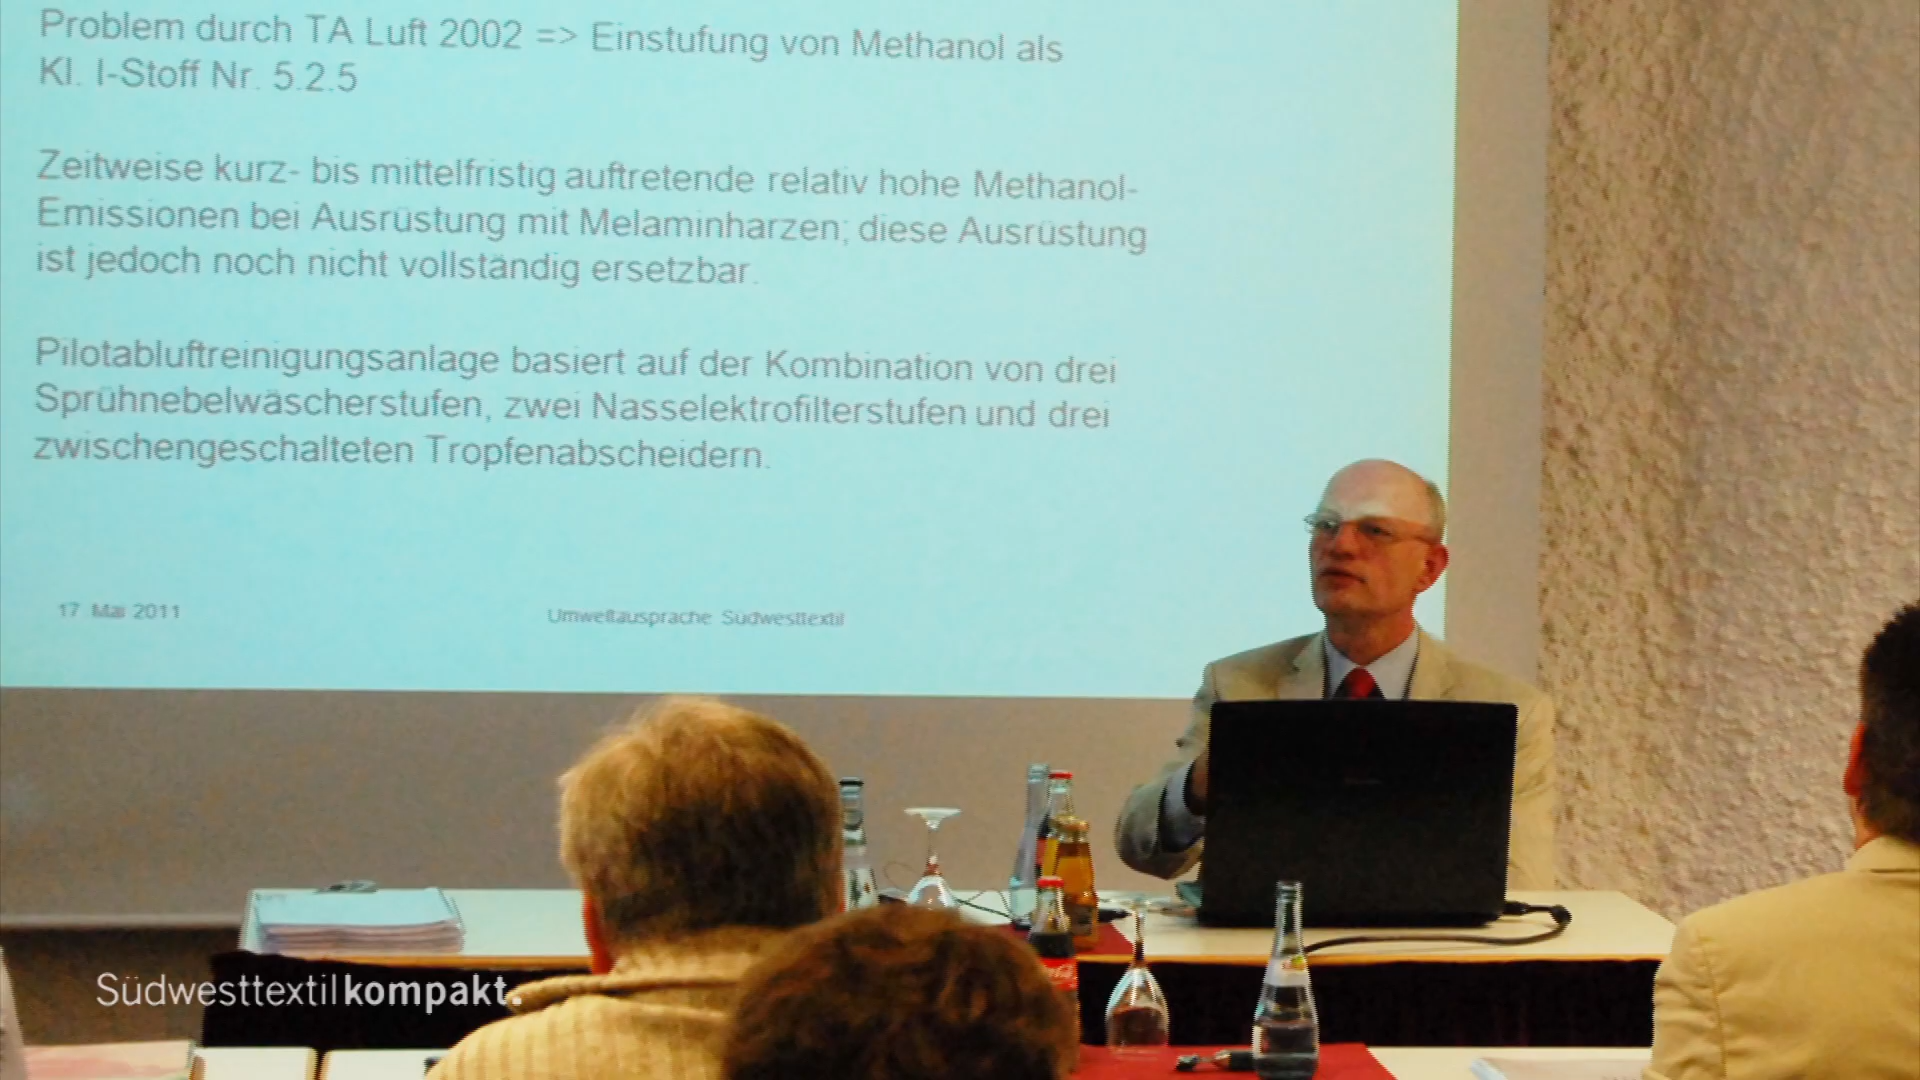 Problem durch TA Luft 2002 => Einstufung von Methanol als
Kl. I-Stoff Nr. 5.2.5
Zeitweise kurz- bis mittelfristig auftretende relativ hohe Methanol-
Emissionen bei Ausrüstung mit Melaminharzen; diese Ausrüstung
ist jedoch noch nicht vollständig ersetzbar.
Pilotabluftreinigungsanlage basiert auf der Kombination von drei
Sprühnebelwäscherstufen, zwei Nasselektrofilterstufen und drei
zwischengeschalteten Tropfenabscheidern.
17. Mai 2011
Umweltausprache Südwesttextil
Südwesttextilkompakt.